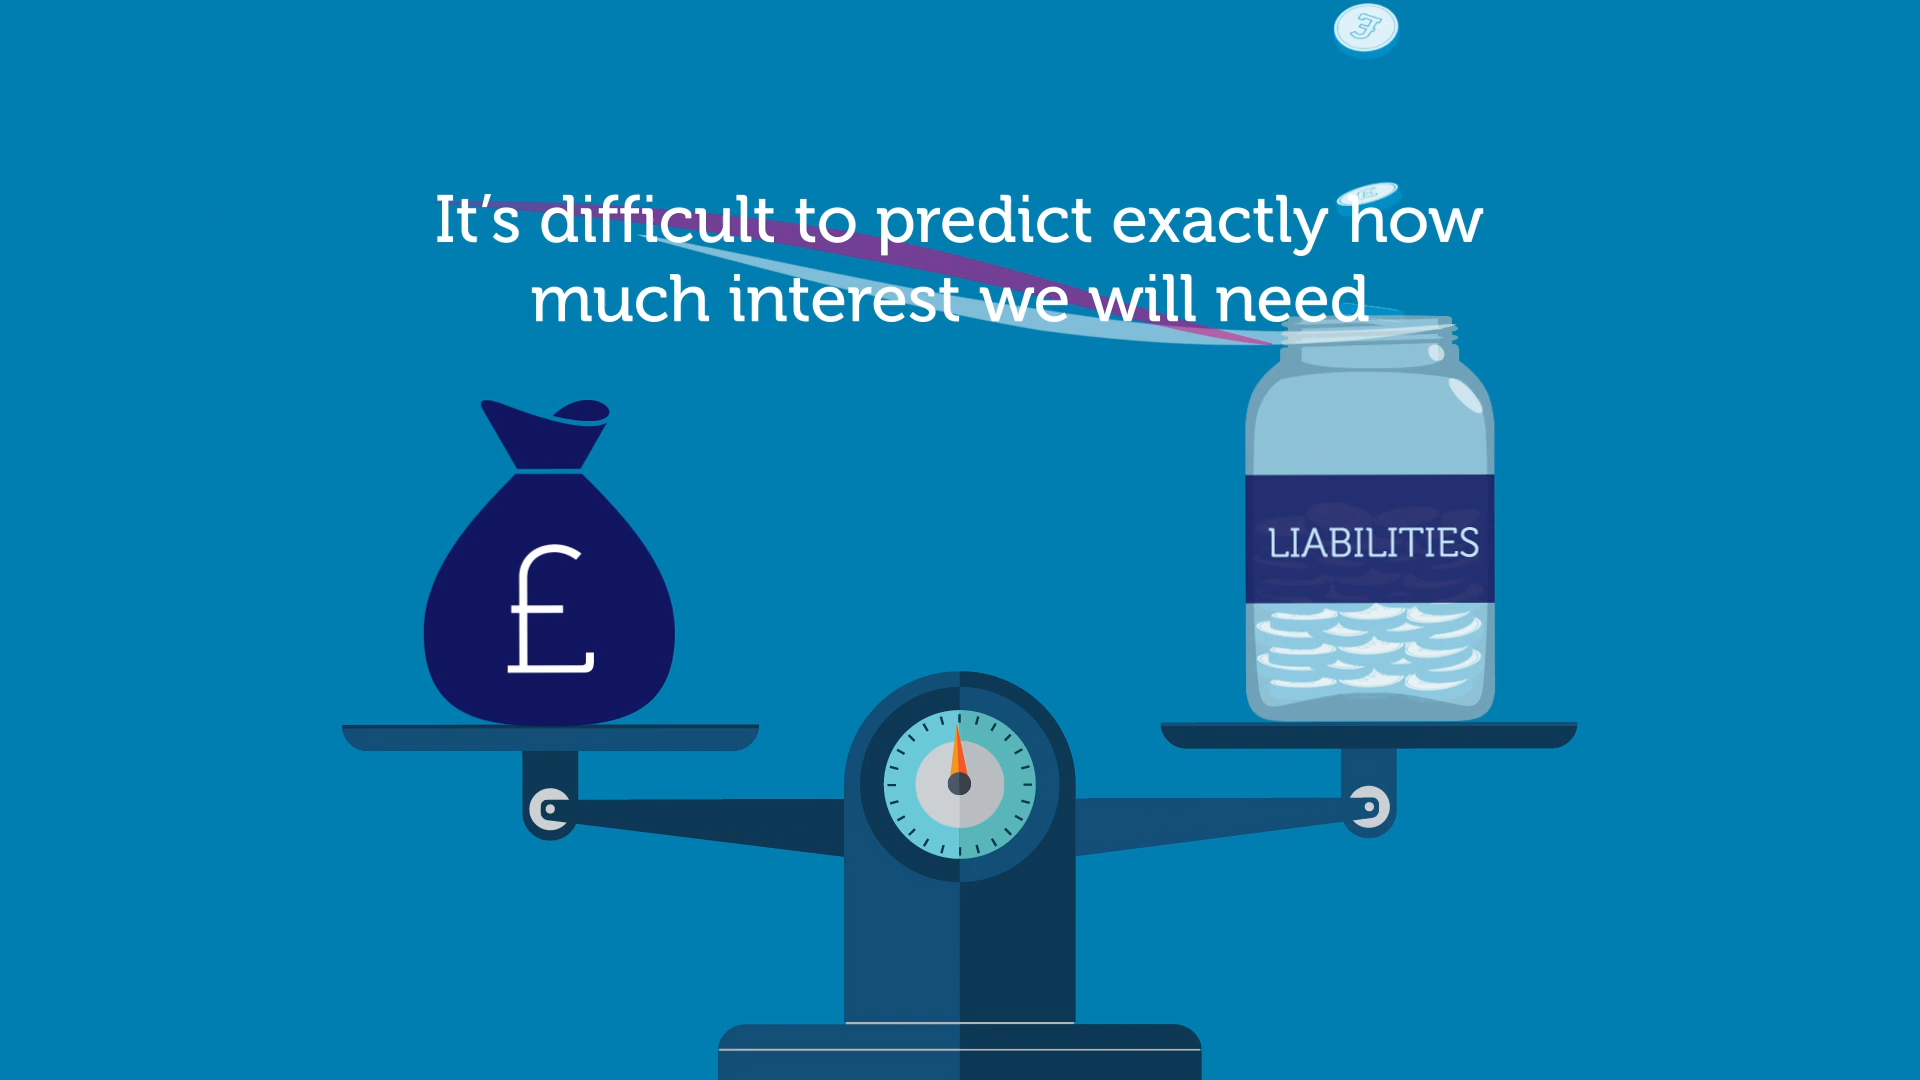 It’s difficult to predict exactly how
much interest we will need
LIABILITIES
£